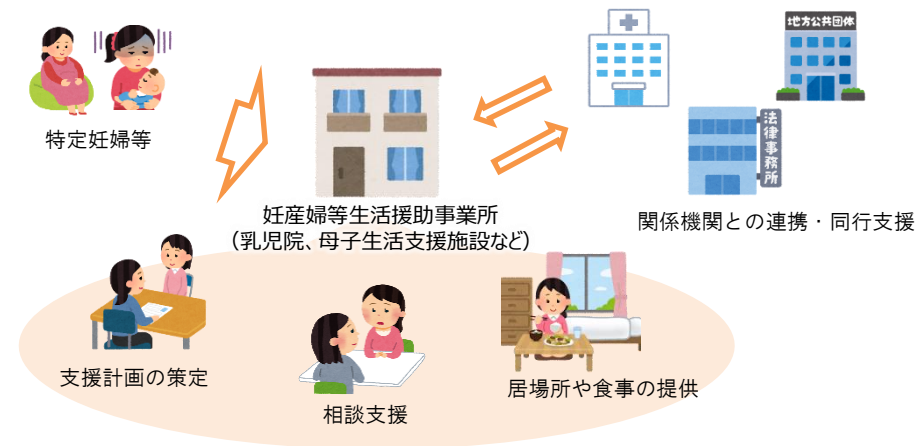 地方公共団体
法律事務所
特定妊婦等
妊産婦等生活援助事業所
（乳児院、母子生活支援施設など）
関係機関との連携・同行支援
支援計画の策定
相談支援
居場所や食事の提供